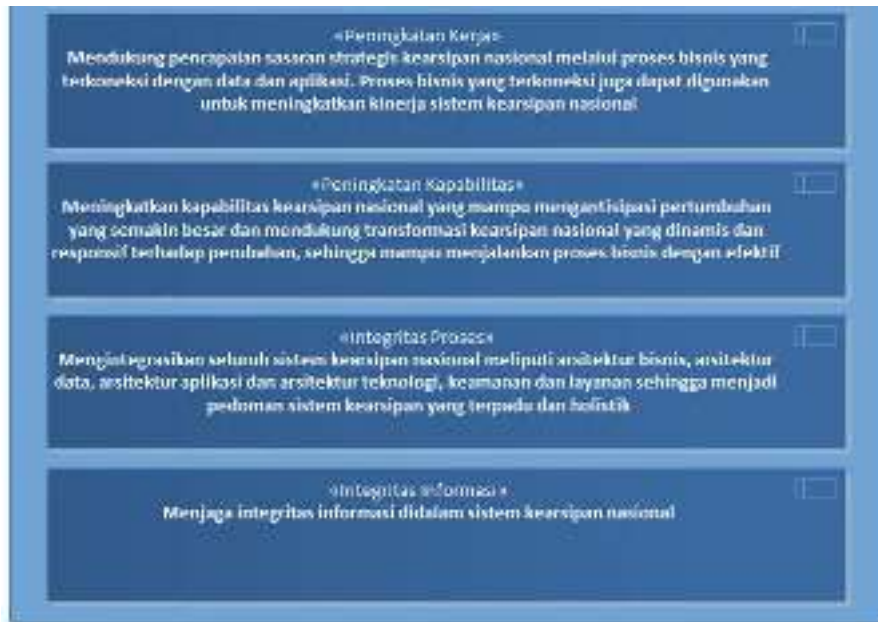 «Peningkatan Kerja»
Mendukung pencapaian sasaran strategis kearsipan nasional melalui proses bisnis yang
terkoneksi dengan data dan aplikasi. Proses bisnis yang terkoneksi juga dapat digunakan
untuk meningkatkan kinerja sistem kearsipan nasional
«Peningkatan Kapabilitas»
Meningkatkan kapabilitas kearsipan nasional yang mampu mengantisipasi pertumbuhan
yang semakin besar dan mendukung transformasi kearsipan nasional yang dinamis dan
responsif terhadap perubahan, sehingga mampu menjalankan proses bisnis dengan efektif
«Integritas Proses»
Mengintegrasikan seluruh sistem kearsipan nasional meliputi arsitektur bisnis, arsitektur
data, arsitektur aplikasi dan arsitektur teknologi, keamanan dan layanan sehingga menjadi
pedoman sistem kearsipan yang terpadu dan holistik
«Integritas Informasi»
Menjaga integritas informasi didalam sistem kearsipan nasional